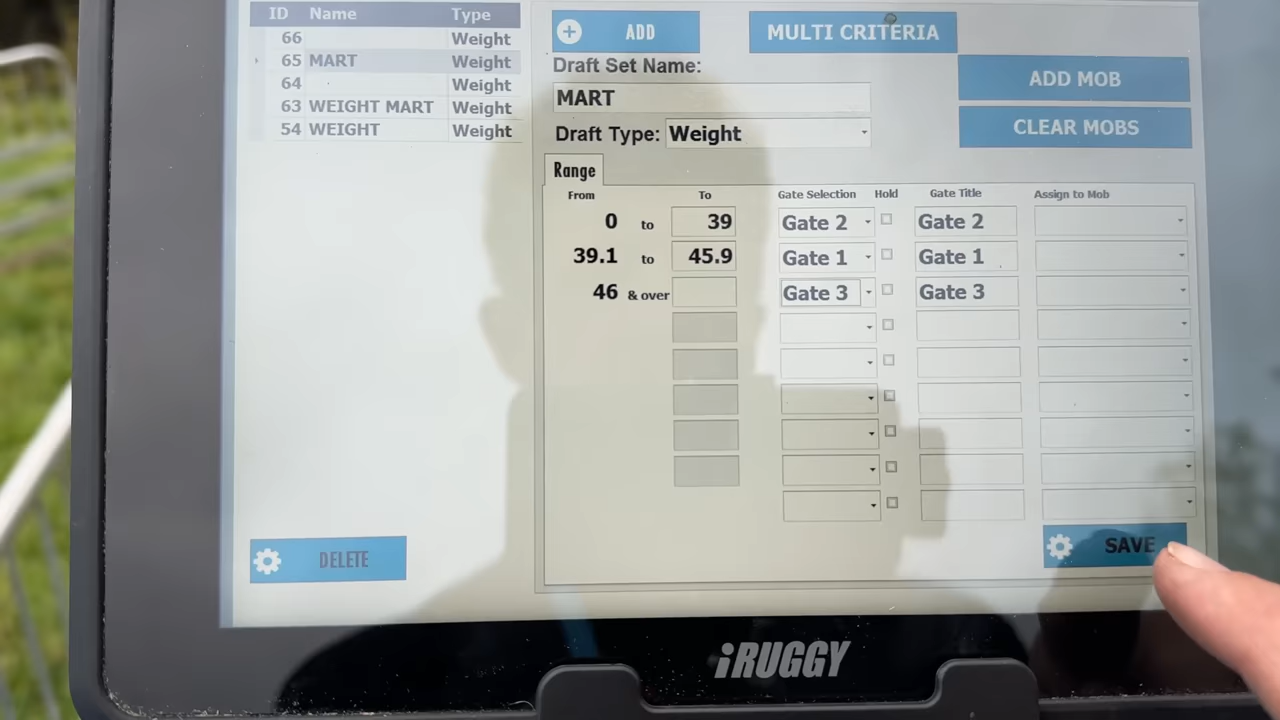 ID Name Type
66 Weight
65 MART Weight
64 Weight
63 WEIGHT MART Weight
54 WEIGHT Weight
DELETE
ADD
MULTI CRITERIA
Draft Set Name:
MART
Draft Type: Weight
ADD MOB
CLEAR MOBS
Range
From To Gate Selection Hold Gate Title Assign to Mob
0 to 39 Gate 2 Gate 2
39.1 to 45.9 Gate 1 Gate 1
46 & over Gate 3 Gate 3
SAVE
iRUGGY